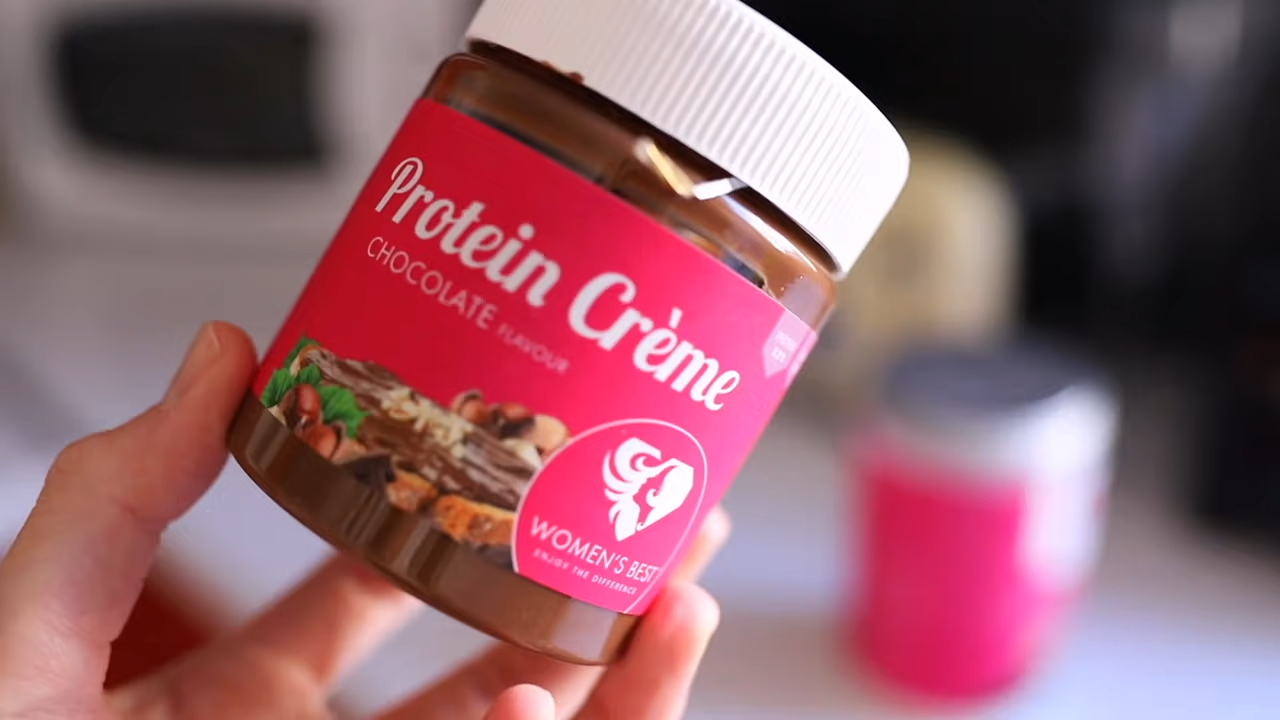 Protein Crème
CHOCOLATE FLAVOUR
WOMEN'S BEST
ENJOY THE DIFFERENCE